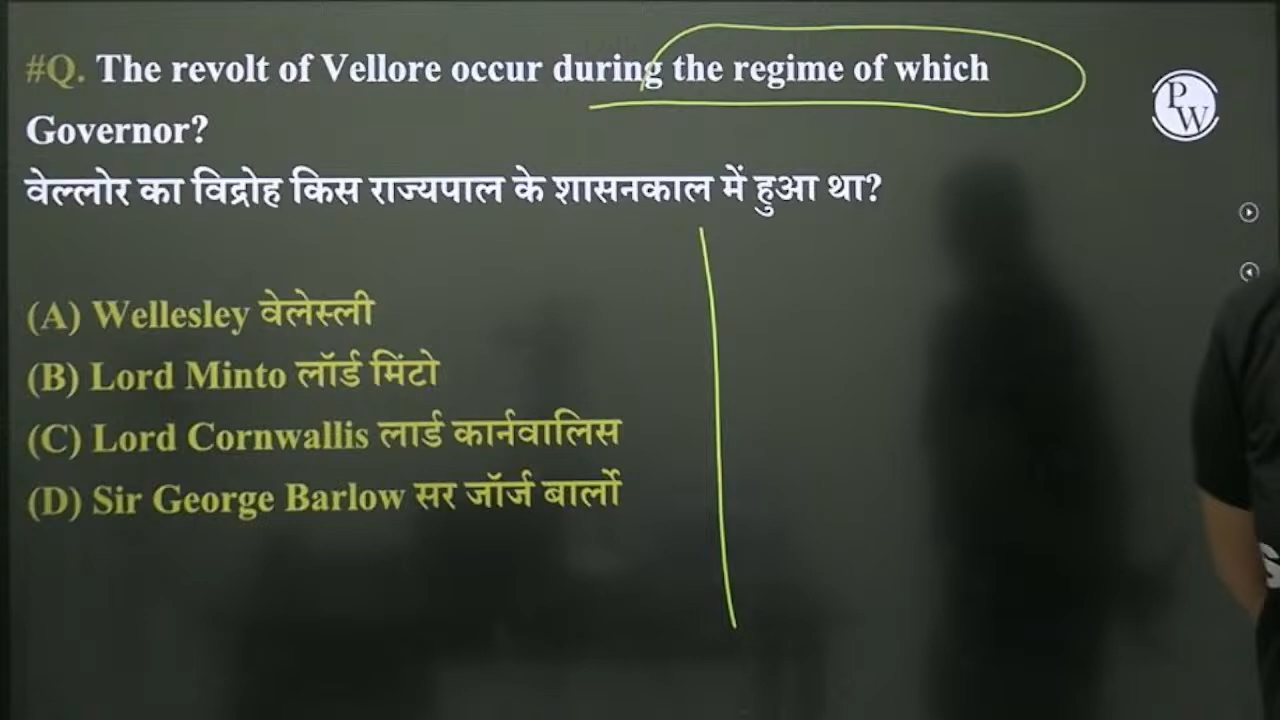 #Q. The revolt of Vellore occur during the regime of which
Governor?
वेल्लोर का विद्रोह किस राज्यपाल के शासनकाल में हुआ था?
(A) Wellesley वेलेस्ली
(B) Lord Minto लॉर्ड मिंटो
(C) Lord Cornwallis लार्ड कार्नवालिस
(D) Sir George Barlow सर जॉर्ज बार्लो
PW
S